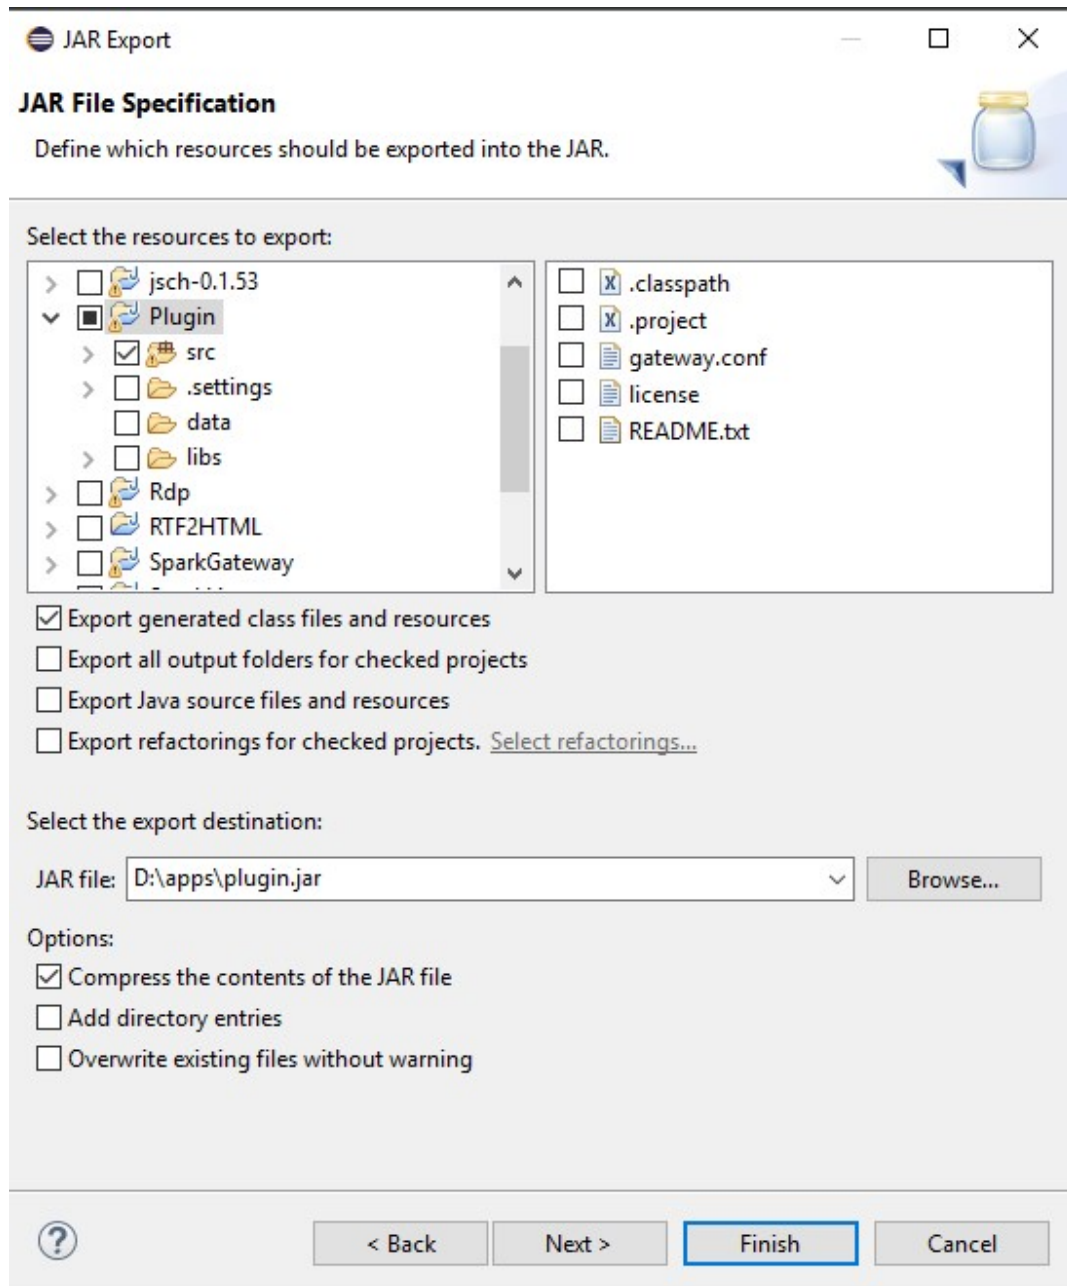 JAR Export
JAR File Specification
Define which resources should be exported into the JAR.
Select the resources to export:
jsch-0.1.53
Plugin
src
.settings
data
libs
Rdp
RTF2HTML
SparkGateway
.classpath
.project
gateway.conf
license
README.txt
Export generated class files and resources
Export all output folders for checked projects
Export Java source files and resources
Export refactorings for checked projects. Select refactorings...
Select the export destination:
JAR file: D:\apps\plugin.jar Browse...
Options:
Compress the contents of the JAR file
Add directory entries
Overwrite existing files without warning
? < Back Next > Finish Cancel